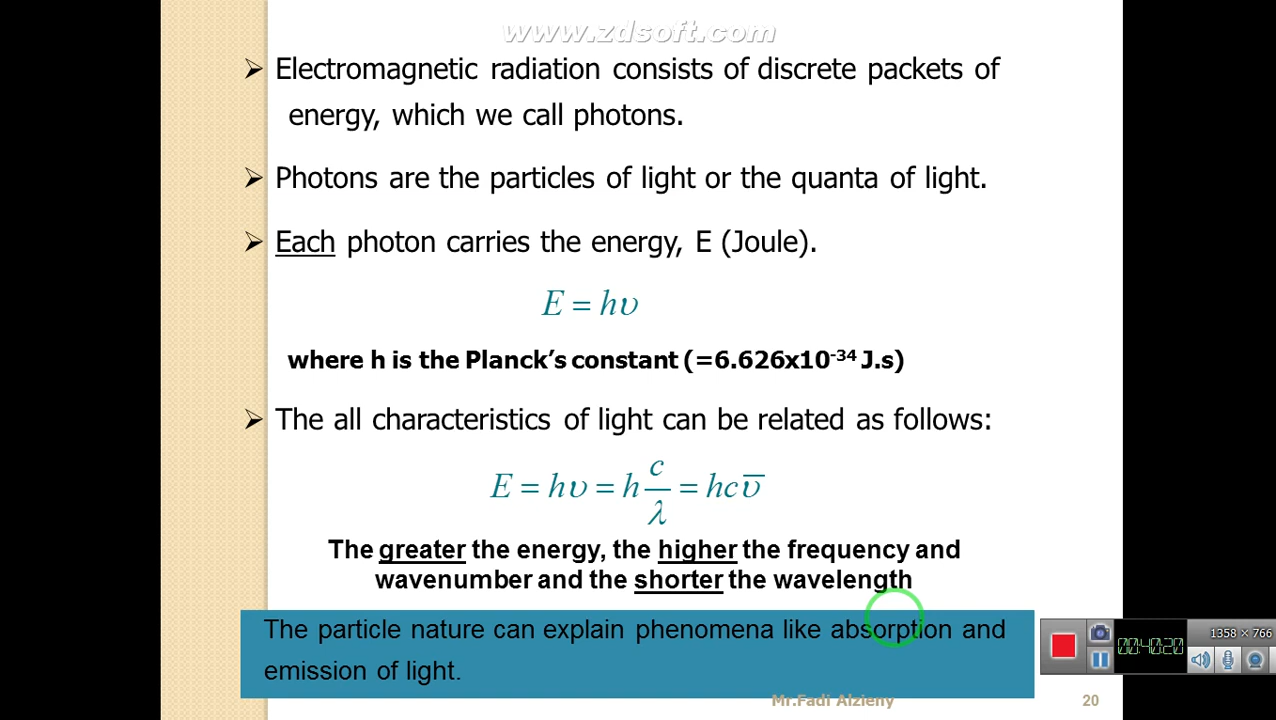 www.zdsoft.com
➢ Electromagnetic radiation consists of discrete packets of
energy, which we call photons.
➢ Photons are the particles of light or the quanta of light.
➢ Each photon carries the energy, E (Joule).
E = hυ
where h is the Planck’s constant (=6.626x10⁻³⁴ J.s)
➢ The all characteristics of light can be related as follows:
E = hυ = h c/λ = hcῡ
The greater the energy, the higher the frequency and
wavenumber and the shorter the wavelength
The particle nature can explain phenomena like absorption and
emission of light.
1358 × 766
00:40:20
Mr.Fadi Alzieny
20